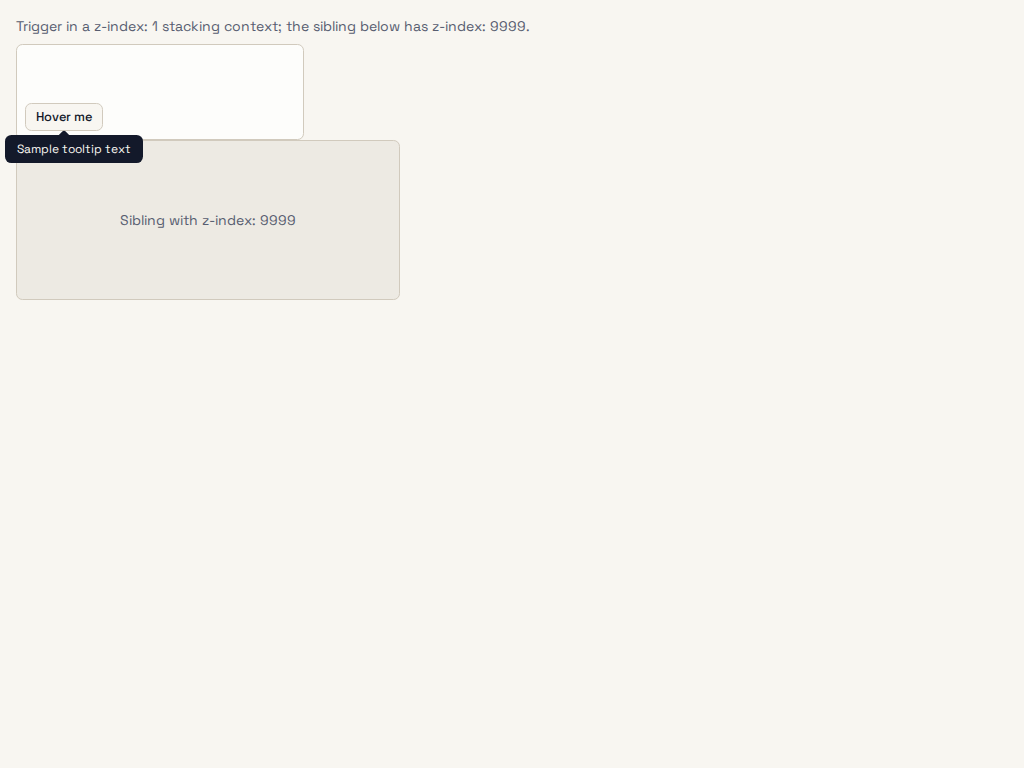 Trigger in a z-index: 1 stacking context; the sibling below has z-index: 9999.
Hover me
Sample tooltip text
Sibling with z-index: 9999